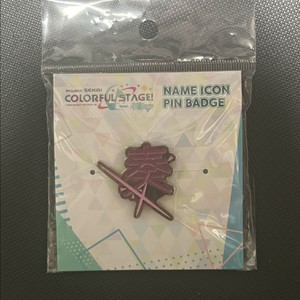 PROJECT SEKAI
COLORFUL STAGE!
NAME ICON
PIN BADGE
奏